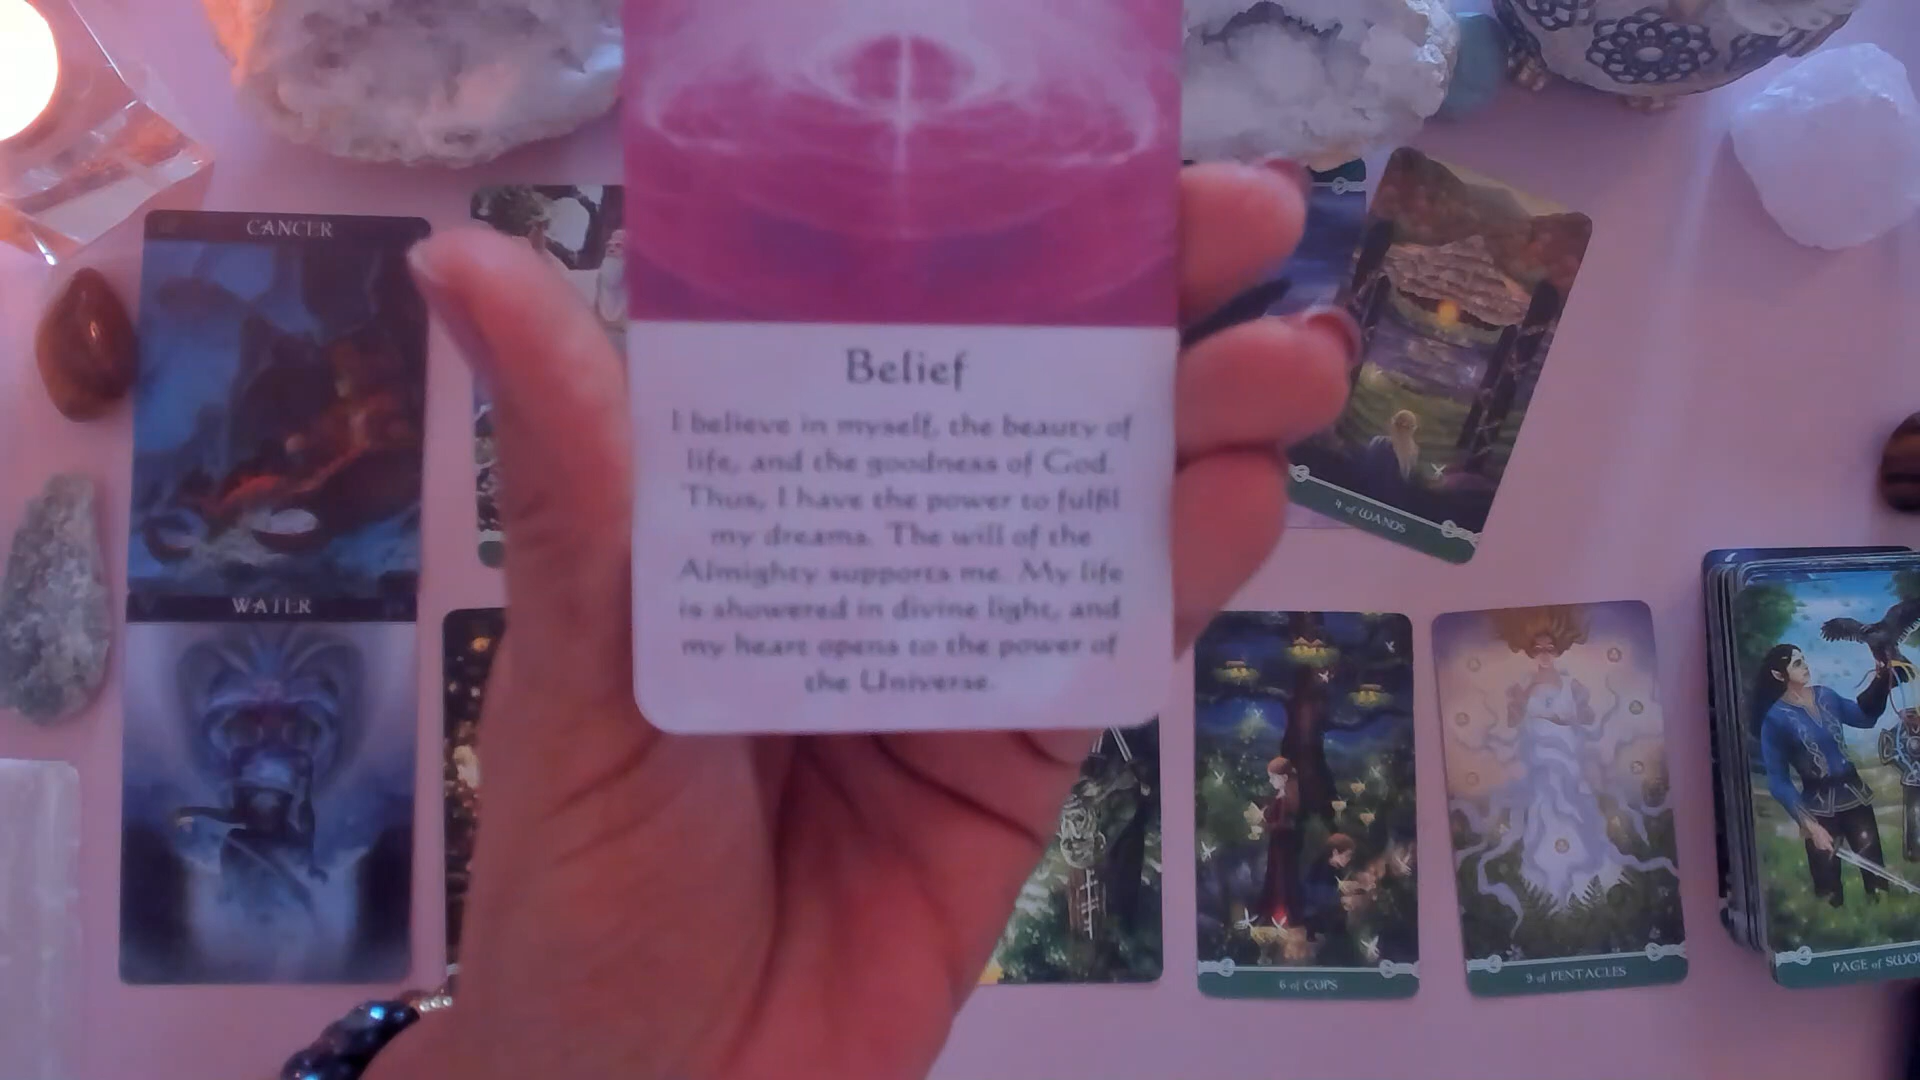 CANCER
WATER
Belief
I believe in myself, the beauty of
life, and the goodness of God.
Thus, I have the power to fulfil
my dreams. The will of the
Almighty supports me. My life
is showered in divine light, and
my heart opens to the power of
the Universe.
4 of WANDS
6 of CUPS
9 of PENTACLES
PAGE of